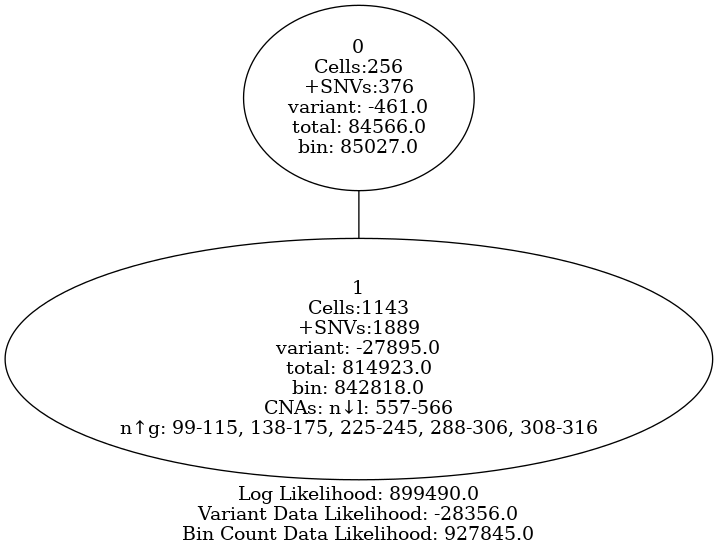 0
Cells:256
+SNVs:376
variant: -461.0
total: 84566.0
bin: 85027.0
1
Cells:1143
+SNVs:1889
variant: -27895.0
total: 814923.0
bin: 842818.0
CNAs: n↓l: 557-566
n↑g: 99-115, 138-175, 225-245, 288-306, 308-316
Log Likelihood: 899490.0
Variant Data Likelihood: -28356.0
Bin Count Data Likelihood: 927845.0